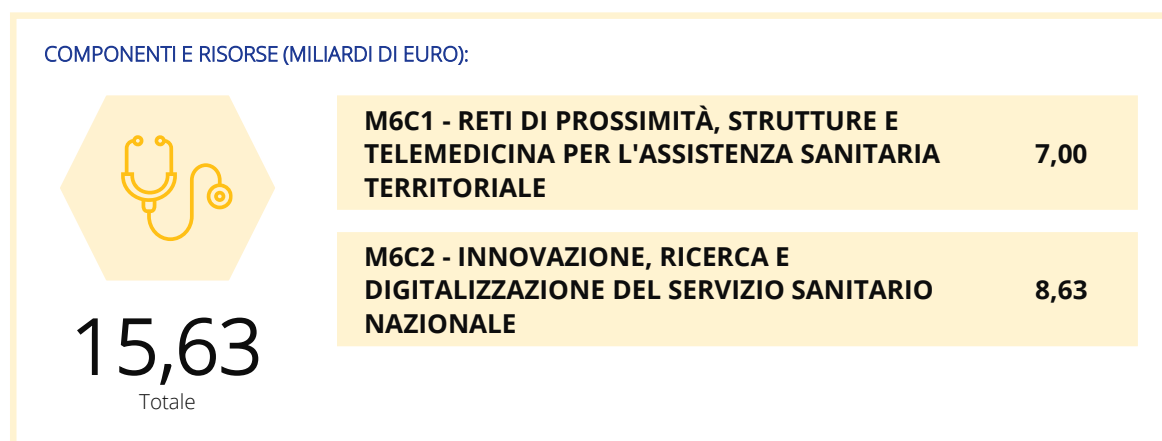 COMPONENTI E RISORSE (MILIARDI DI EURO):
M6C1 - RETI DI PROSSIMITÀ, STRUTTURE E
TELEMEDICINA PER L'ASSISTENZA SANITARIA
TERRITORIALE
7,00
M6C2 - INNOVAZIONE, RICERCA E
DIGITALIZZAZIONE DEL SERVIZIO SANITARIO
NAZIONALE
8,63
15,63
Totale